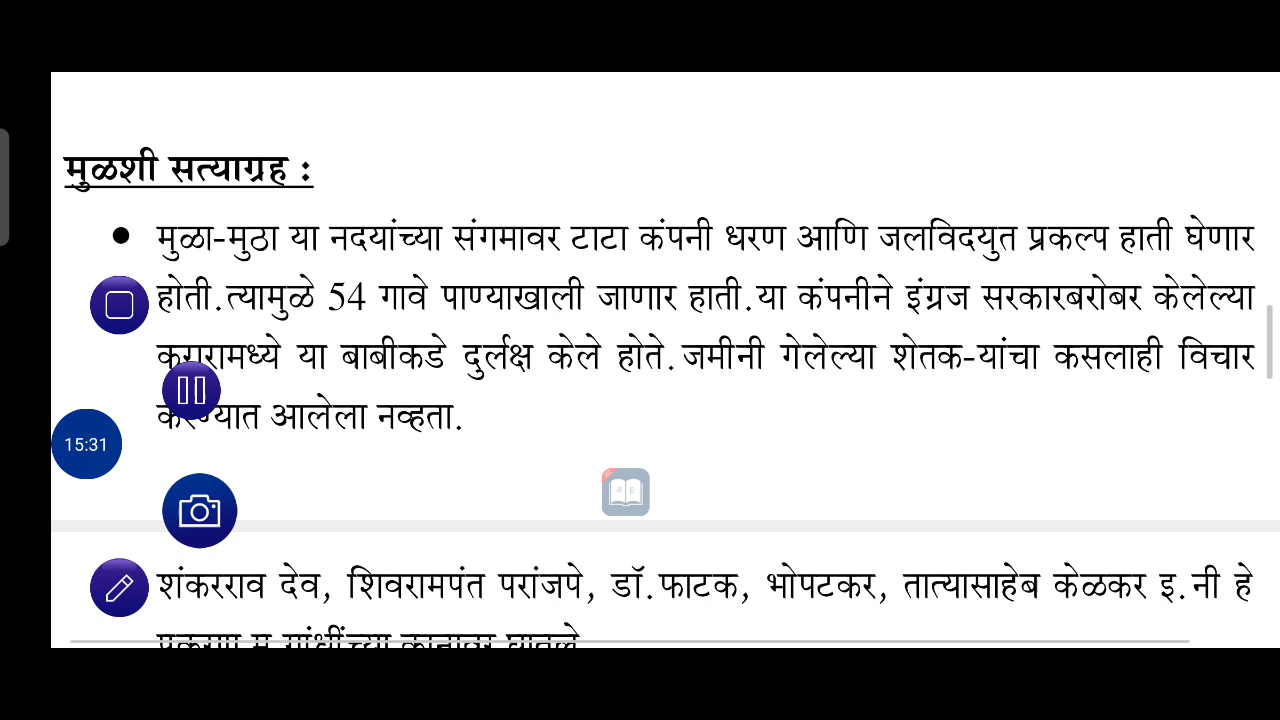 मुळशी सत्याग्रह :
मुळा-मुठा या नदयांच्या संगमावर टाटा कंपनी धरण आणि जलविदयुत प्रकल्प हाती घेणार
होती.त्यामुळे 54 गावे पाण्याखाली जाणार हाती.या कंपनीने इंग्रज सरकारबरोबर केलेल्या
या बाबीकडे दुर्लक्ष केले होते.जमीनी गेलेल्या शेतक-यांचा कसलाही विचार
करण्यात आलेला नव्हता.
15:31
शंकरराव देव, शिवरामपंत परांजपे, डॉ.फाटक, भोपटकर, तात्यासाहेब केळकर इ.नी हे